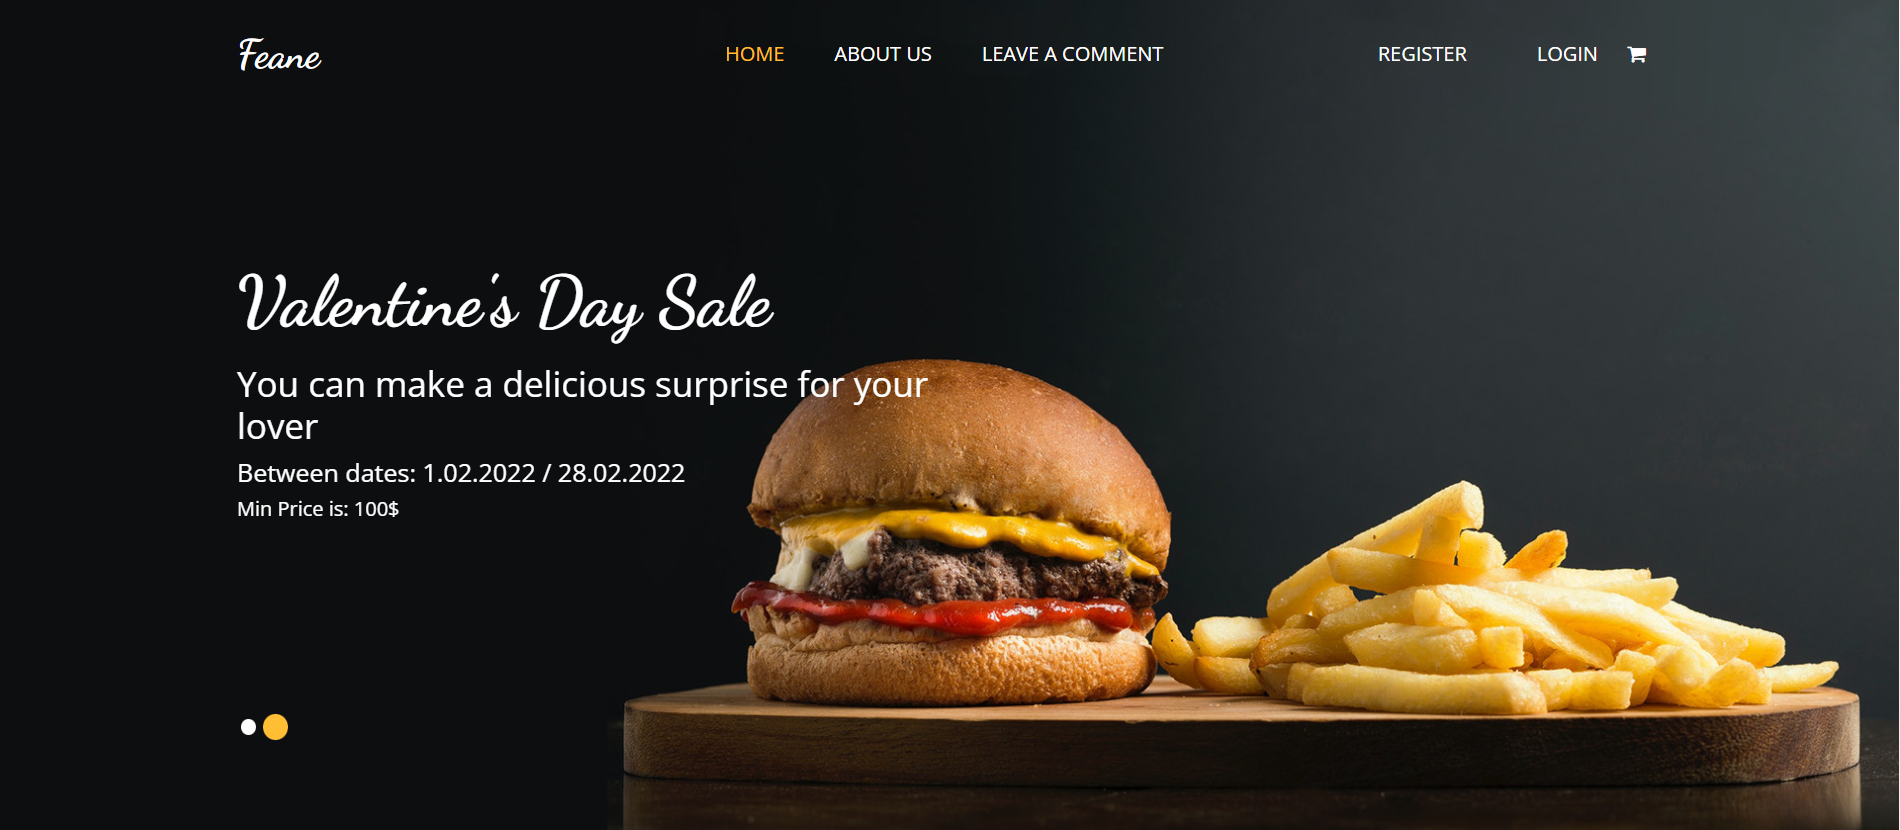 Feane
HOME ABOUT US LEAVE A COMMENT REGISTER LOGIN
Valentine's Day Sale
You can make a delicious surprise for your
lover
Between dates: 1.02.2022 / 28.02.2022
Min Price is: 100$